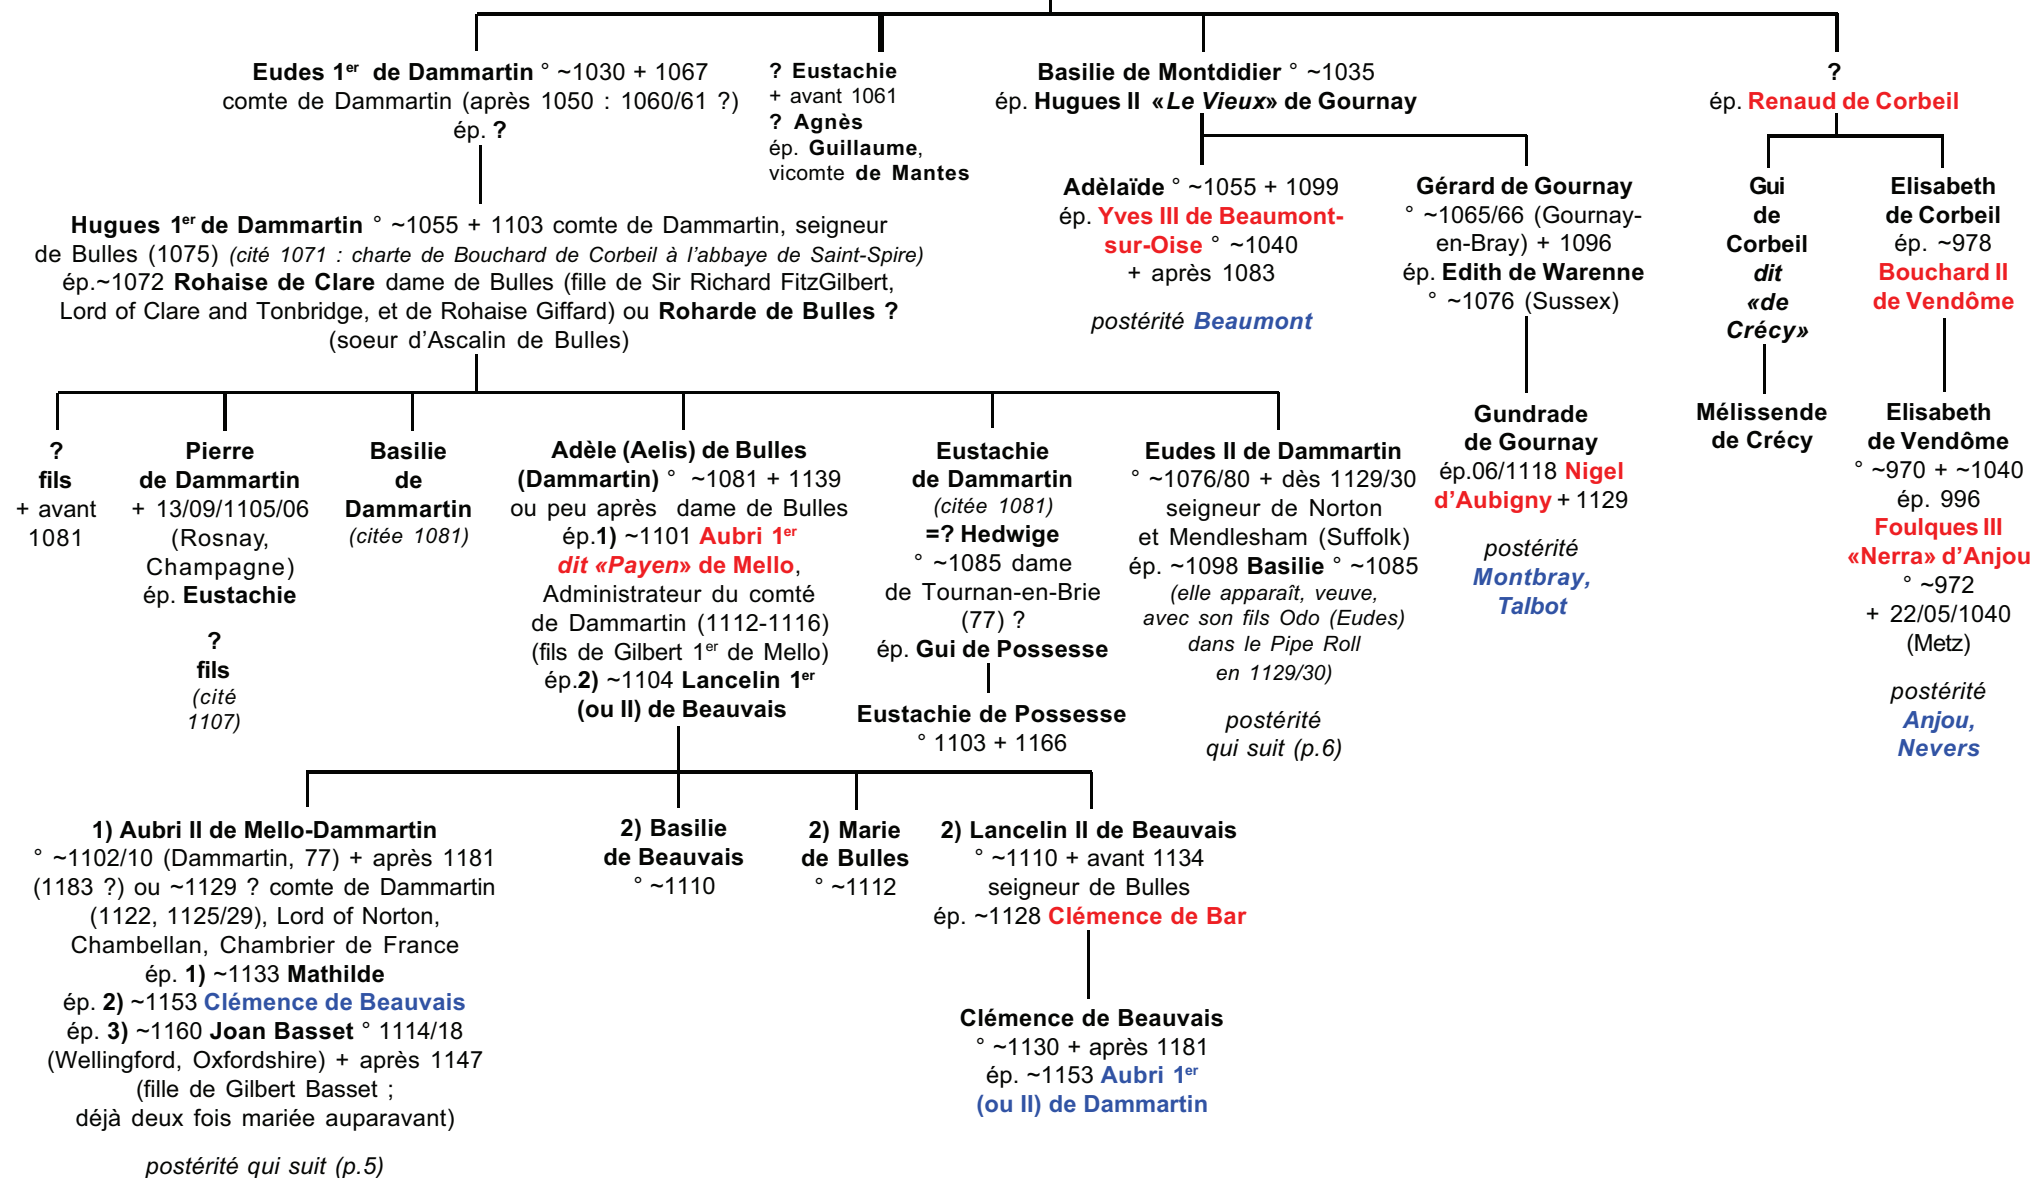 Eudes 1er de Dammartin ° ~1030 + 1067
comte de Dammartin (après 1050 : 1060/61 ?)
ép. ?
? Eustachie
+ avant 1061
? Agnès
ép. Guillaume,
vicomte de Mantes
Basilie de Montdidier ° ~1035
ép. Hugues II «Le Vieux» de Gournay
?
ép. Renaud de Corbeil
Hugues 1er de Dammartin ° ~1055 + 1103 comte de Dammartin, seigneur
de Bulles (1075) (cité 1071 : charte de Bouchard de Corbeil à l'abbaye de Saint-Spire)
ép.~1072 Rohaise de Clare dame de Bulles (fille de Sir Richard FitzGilbert,
Lord of Clare and Tonbridge, et de Rohaise Giffard) ou Roharde de Bulles ?
(soeur d'Ascalin de Bulles)
Adèlaïde ° ~1055 + 1099
ép. Yves III de Beaumont-
sur-Oise ° ~1040
+ après 1083
postérité Beaumont
Gérard de Gournay
° ~1065/66 (Gournay-
en-Bray) + 1096
ép. Edith de Warenne
° ~1076 (Sussex)
Gui
de
Corbeil
dit
«de
Crécy»
Elisabeth
de Corbeil
ép. ~978
Bouchard II
de Vendôme
?
fils
+ avant
1081
Pierre
de Dammartin
+ 13/09/1105/06
(Rosnay,
Champagne)
ép. Eustachie
?
fils
(cité
1107)
Basilie
de
Dammartin
(citée 1081)
Adèle (Aelis) de Bulles
(Dammartin) ° ~1081 + 1139
ou peu après dame de Bulles
ép.1) ~1101 Aubri 1er
dit «Payen» de Mello,
Administrateur du comté
de Dammartin (1112-1116)
(fils de Gilbert 1er de Mello)
ép.2) ~1104 Lancelin 1er
(ou II) de Beauvais
Eustachie
de Dammartin
(citée 1081)
=? Hedwige
° ~1085 dame
de Tournan-en-Brie
(77) ?
ép. Gui de Possesse
Eustachie de Possesse
° 1103 + 1166
Eudes II de Dammartin
° ~1076/80 + dès 1129/30
seigneur de Norton
et Mendlesham (Suffolk)
ép. ~1098 Basilie ° ~1085
(elle apparaît, veuve,
avec son fils Odo (Eudes)
dans le Pipe Roll
en 1129/30)
postérité
qui suit (p.6)
Gundrade
de Gournay
ép.06/1118 Nigel
d'Aubigny + 1129
postérité
Montbray,
Talbot
Mélissende
de Crécy
Elisabeth
de Vendôme
° ~970 + ~1040
ép. 996
Foulques III
«Nerra» d'Anjou
° ~972
+ 22/05/1040
(Metz)
postérité
Anjou,
Nevers
1) Aubri II de Mello-Dammartin
° ~1102/10 (Dammartin, 77) + après 1181
(1183 ?) ou ~1129 ? comte de Dammartin
(1122, 1125/29), Lord of Norton,
Chambellan, Chambrier de France
ép. 1) ~1133 Mathilde
ép. 2) ~1153 Clémence de Beauvais
ép. 3) ~1160 Joan Basset ° 1114/18
(Wellingford, Oxfordshire) + après 1147
(fille de Gilbert Basset ;
déjà deux fois mariée auparavant)
postérité qui suit (p.5)
2) Basilie
de Beauvais
° ~1110
2) Marie
de Bulles
° ~1112
2) Lancelin II de Beauvais
° ~1110 + avant 1134
seigneur de Bulles
ép. ~1128 Clémence de Bar
Clémence de Beauvais
° ~1130 + après 1181
ép. ~1153 Aubri 1er
(ou II) de Dammartin